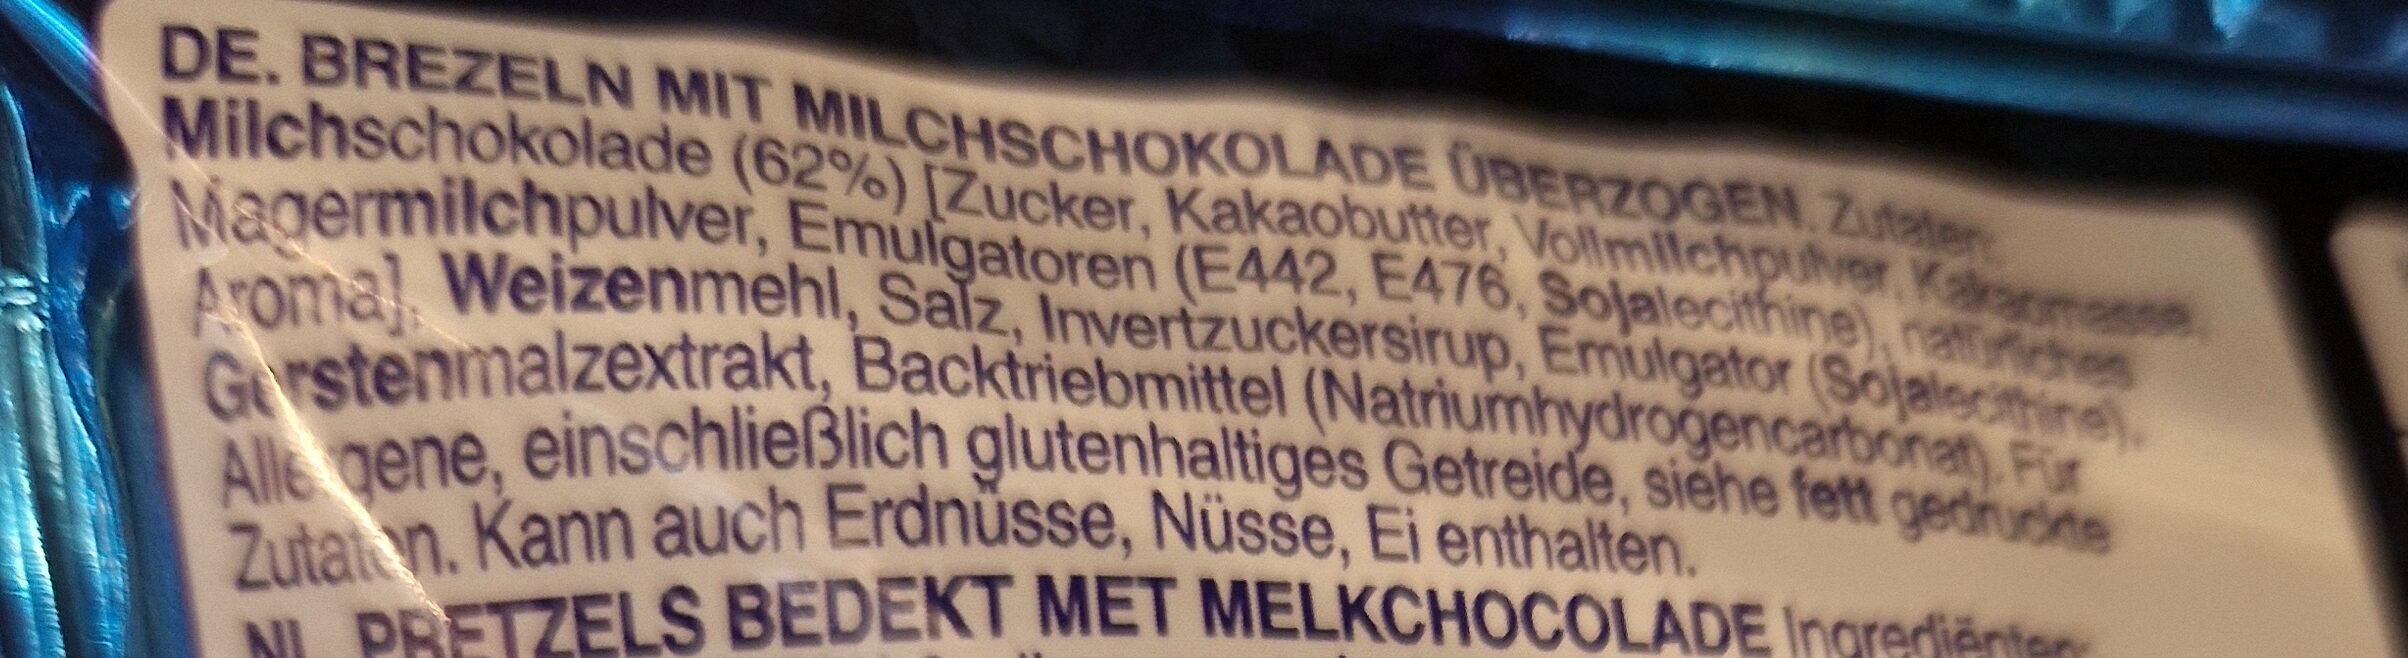 DE. BREZELN MIT MILCHSCHOKOLADE ÜBERZOGEN. Zutaten:
Milchschokolade (62%) [Zucker, Kakaobutter, Vollmilchpulver, Kakaomasse,
Magermilchpulver, Emulgatoren (E442, E476, Sojalecithine), natürliches
Aroma], Weizenmehl, Salz, Invertzuckersirup, Emulgator (Sojalecithine),
Gerstenmalzextrakt, Backtriebmittel (Natriumhydrogencarbonat). Für
Allergene, einschließlich glutenhaltiges Getreide, siehe fett gedruckte
Zutaten. Kann auch Erdnüsse, Nüsse, Ei enthalten.
NL PRETZELS BEDEKT MET MELKCHOCOLADE Ingrediënten: